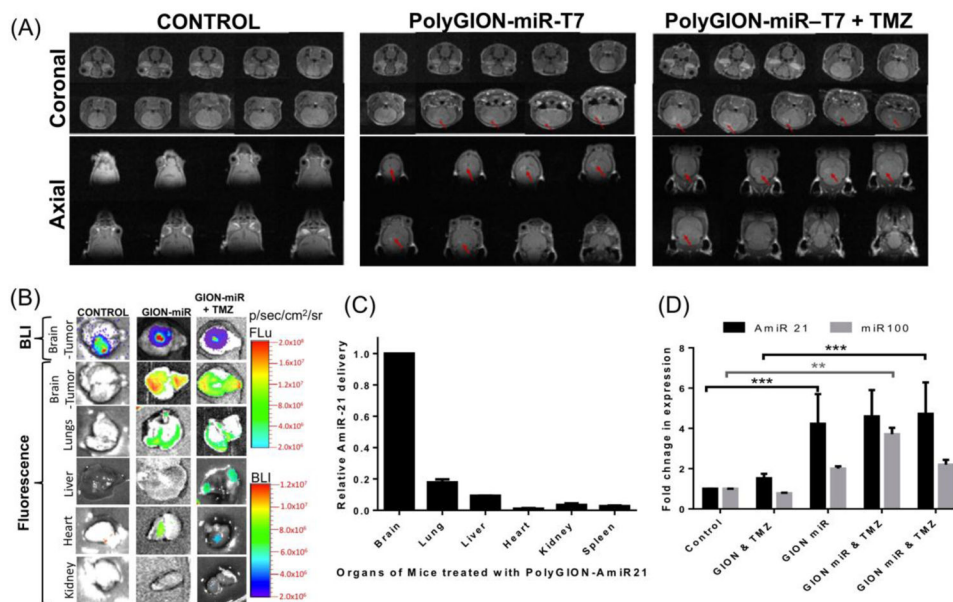 (A)
CONTROL
PolyGION-miR-T7
PolyGION-miR–T7 + TMZ
Coronal
Axial
(B)
CONTROL
GION-miR
GION-miR
+ TMZ
p/sec/cm²/sr
BLI
Brain
-Tumor
FLu
2.0x10⁸
1.6x10⁷
1.2x10⁷
8.0x10⁶
4.0x10⁶
2.0x10⁶
Fluorescence
Brain
-Tumor
Lungs
Liver
Heart
Kidney
BLI
1.2x10⁷
1.0x10⁷
8.0x10⁶
6.0x10⁶
4.0x10⁶
2.0x10⁶
(C)
Relative AmiR-21 delivery
1.0
0.8
0.6
0.4
0.2
0.0
Brain
Lung
Liver
Heart
Kidney
Spleen
Organs of Mice treated with PolyGION-AmiR21
(D)
AmiR 21
miR100
Fold chnage in expression
8
6
4
2
0
***
**
***
Control
GION & TMZ
GION miR
GION miR & TMZ
GION miR & TMZ